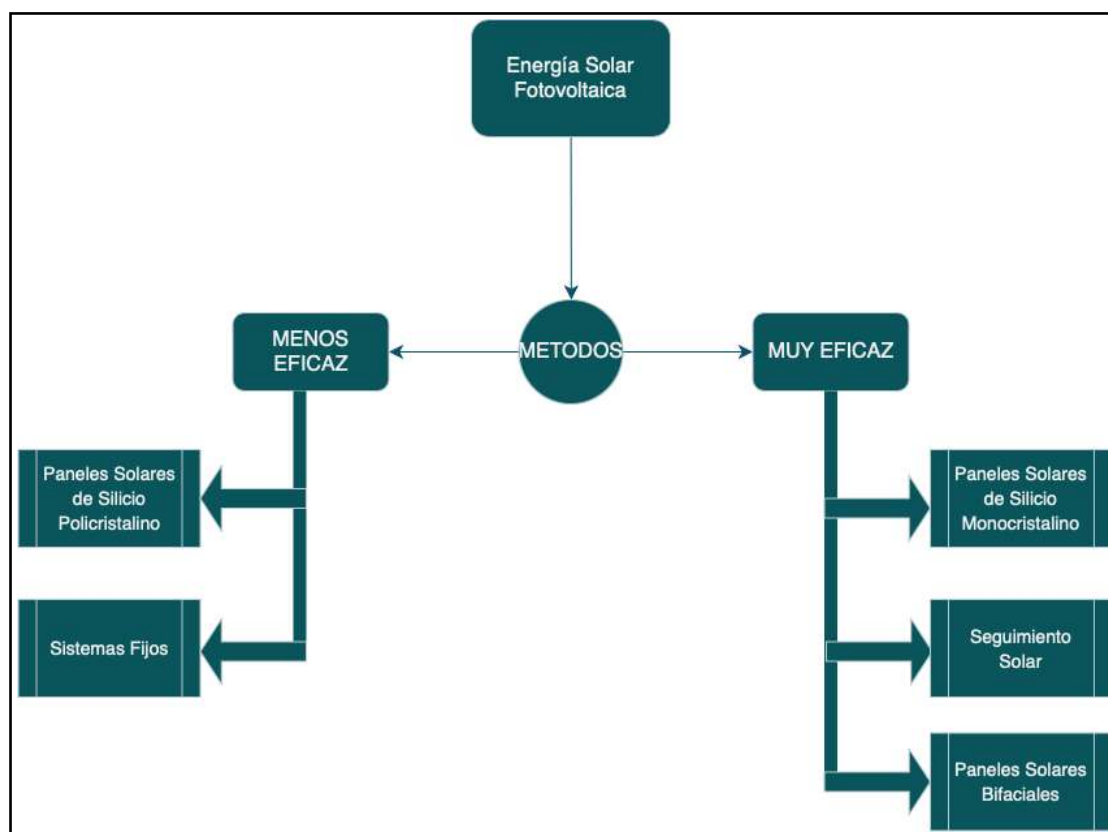 Energía Solar
Fotovoltaica
MENOS
EFICAZ
METODOS
MUY EFICAZ
Paneles Solares
de Silicio
Policristalino
Paneles Solares
de Silicio
Monocristalino
Sistemas Fijos
Seguimiento
Solar
Paneles Solares
Bifaciales